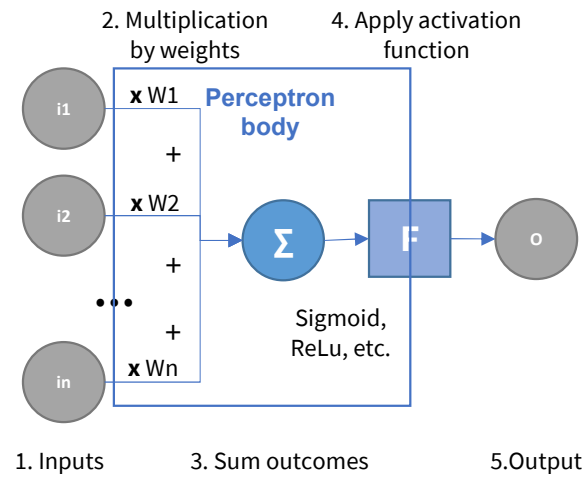 2. Multiplication
by weights
4. Apply activation
function
i1
x W1
Perceptron
body
+
i2
x W2
Σ
F
O
+
•••
Sigmoid,
ReLu, etc.
+
in
x Wn
1. Inputs
3. Sum outcomes
5.Output